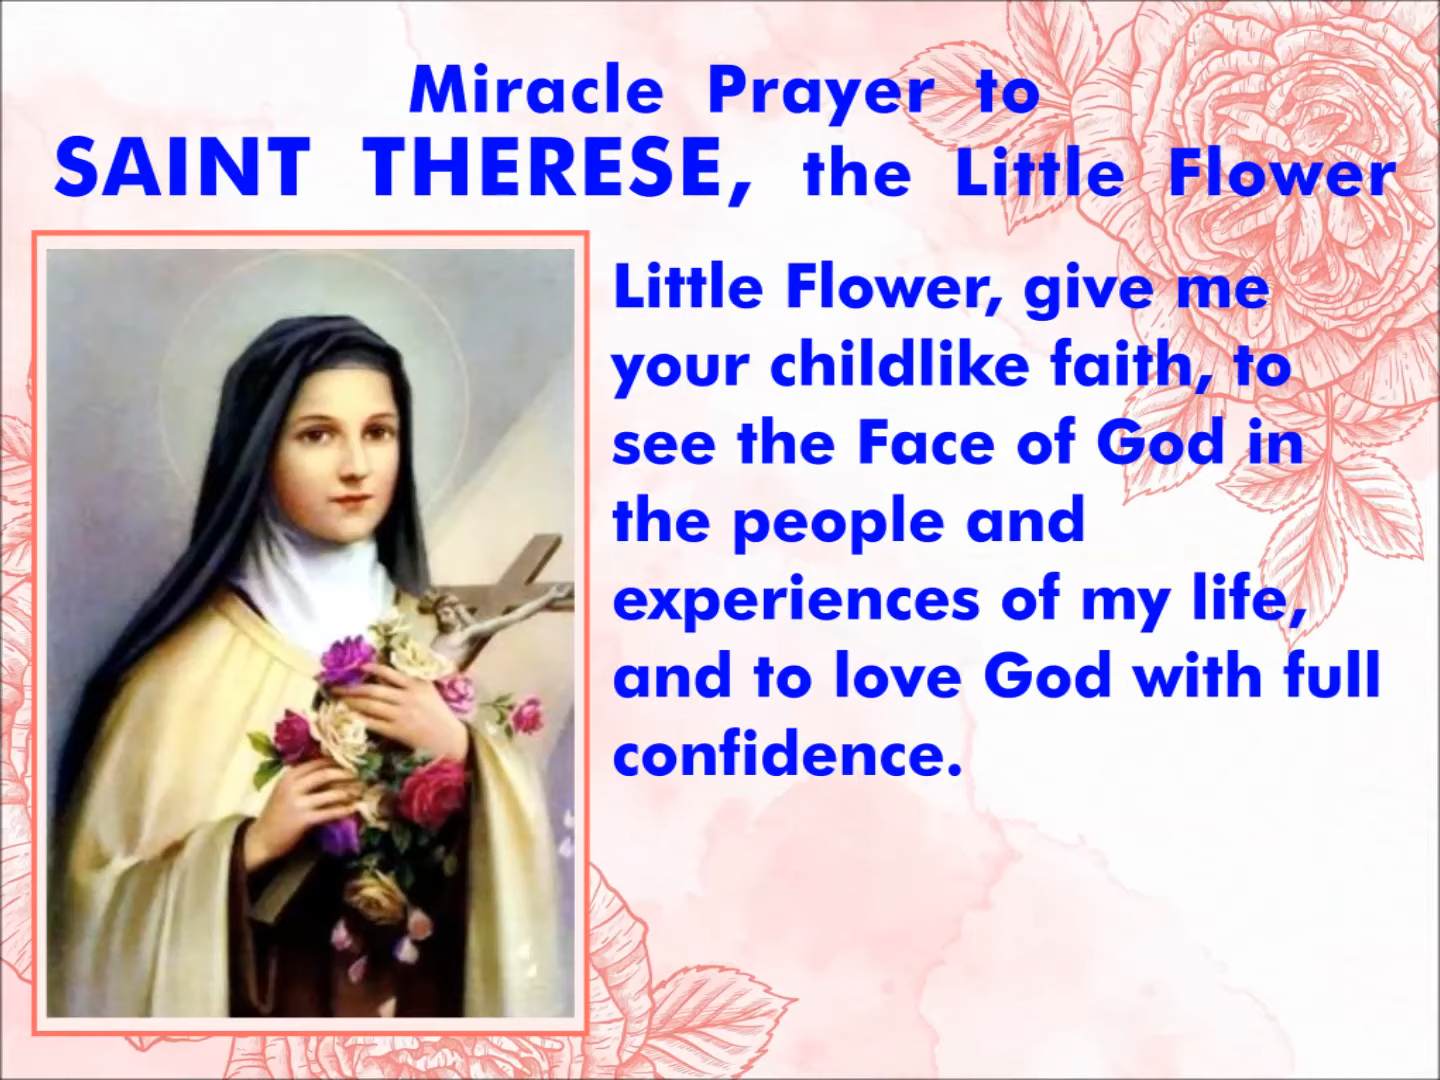 Miracle Prayer to
SAINT THERESE, the Little Flower
Little Flower, give me
your childlike faith, to
see the Face of God in
the people and
experiences of my life,
and to love God with full
confidence.